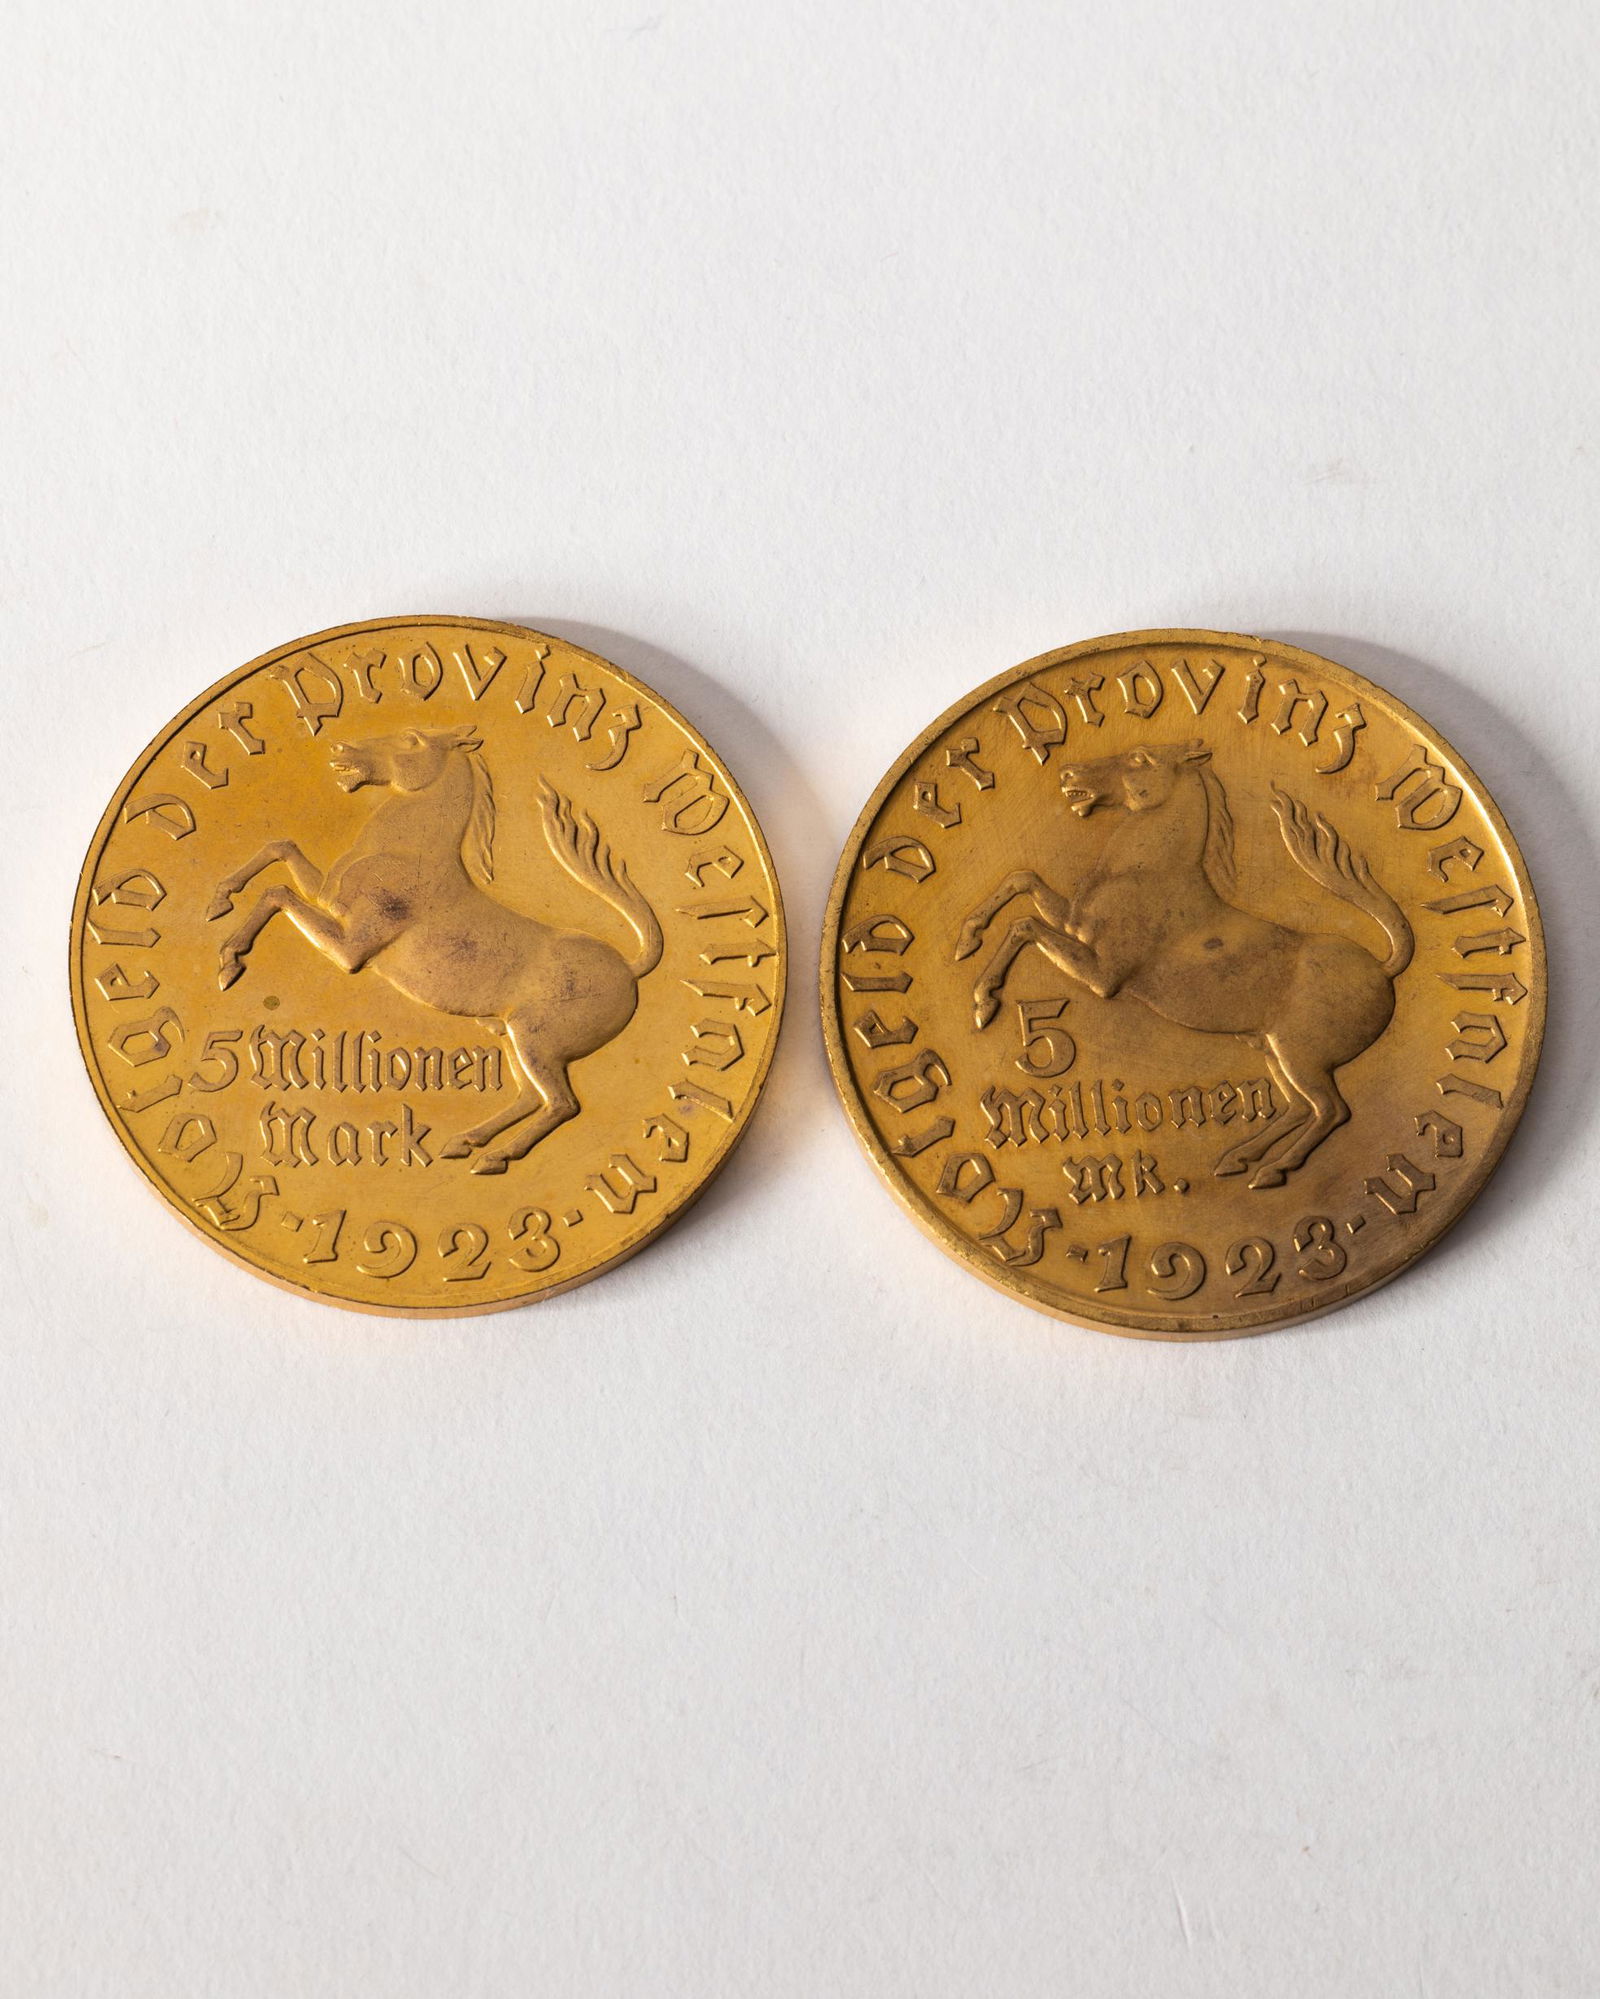 Notgeld der Provinz Westfalen · 1923 ·
5 Millionen
Mark
Notgeld der Provinz Westfalen · 1923 ·
5
Millionen
Mk.